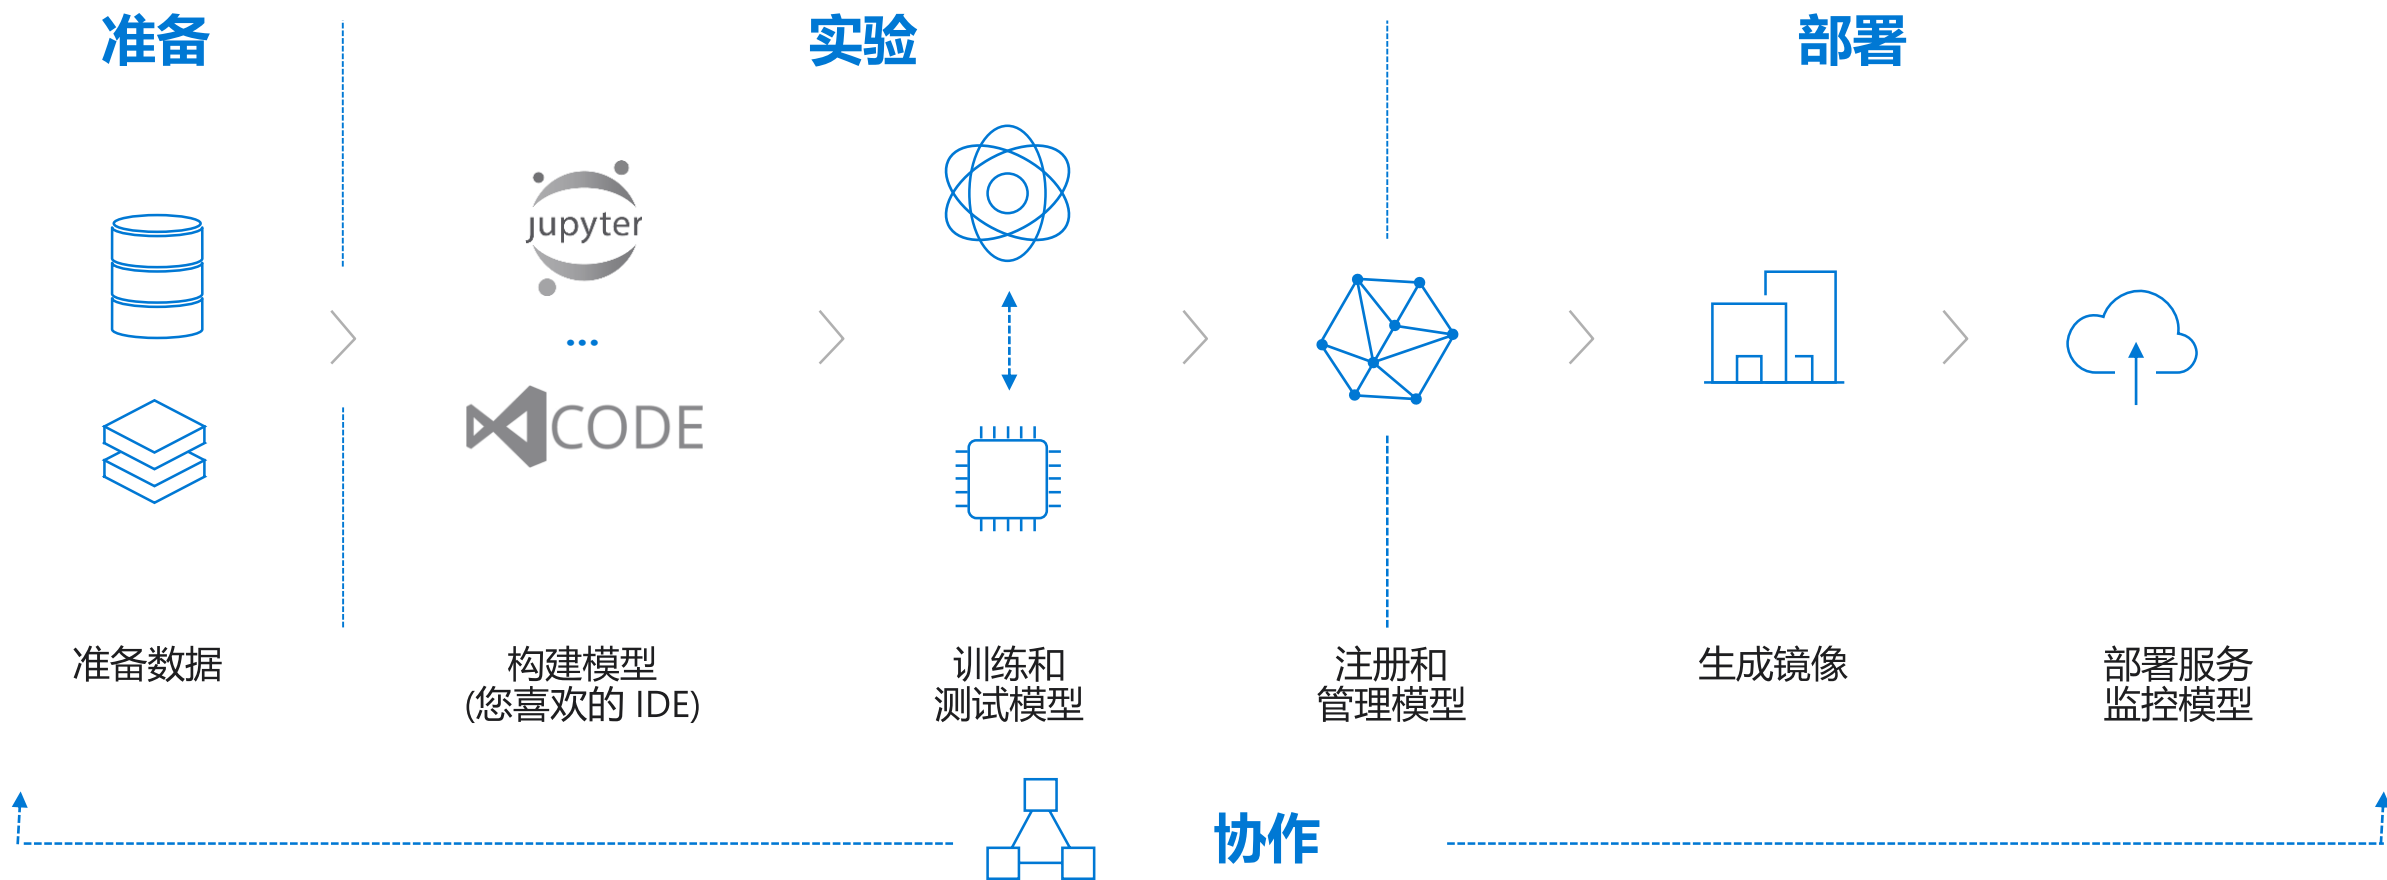 准备
实验
部署
jupyter
CODE
准备数据
构建模型
(您喜欢的 IDE)
训练和
测试模型
注册和
管理模型
生成镜像
部署服务
监控模型
协作